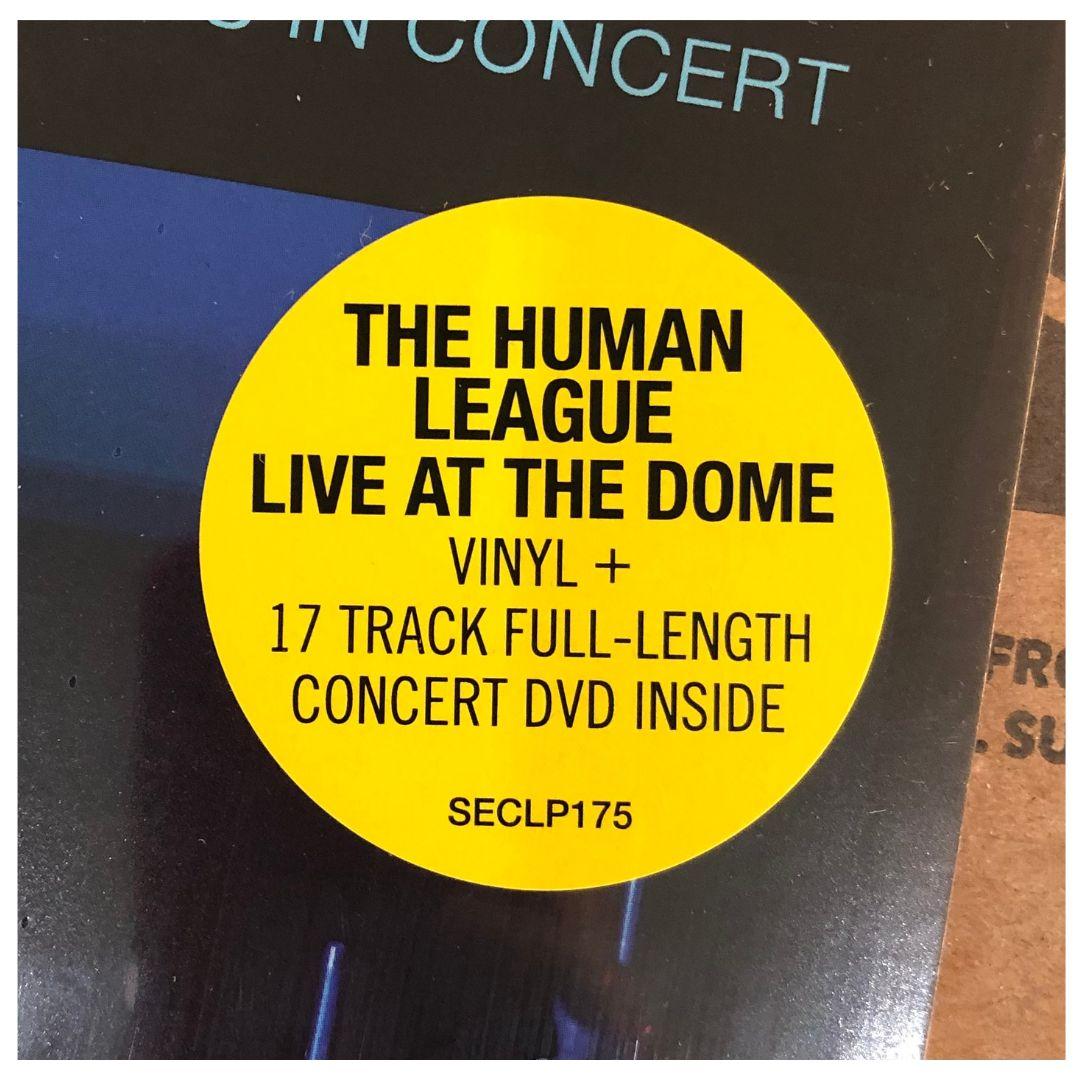 IN CONCERT
THE HUMAN
LEAGUE
LIVE AT THE DOME
VINYL +
17 TRACK FULL-LENGTH
CONCERT DVD INSIDE
SECLP175